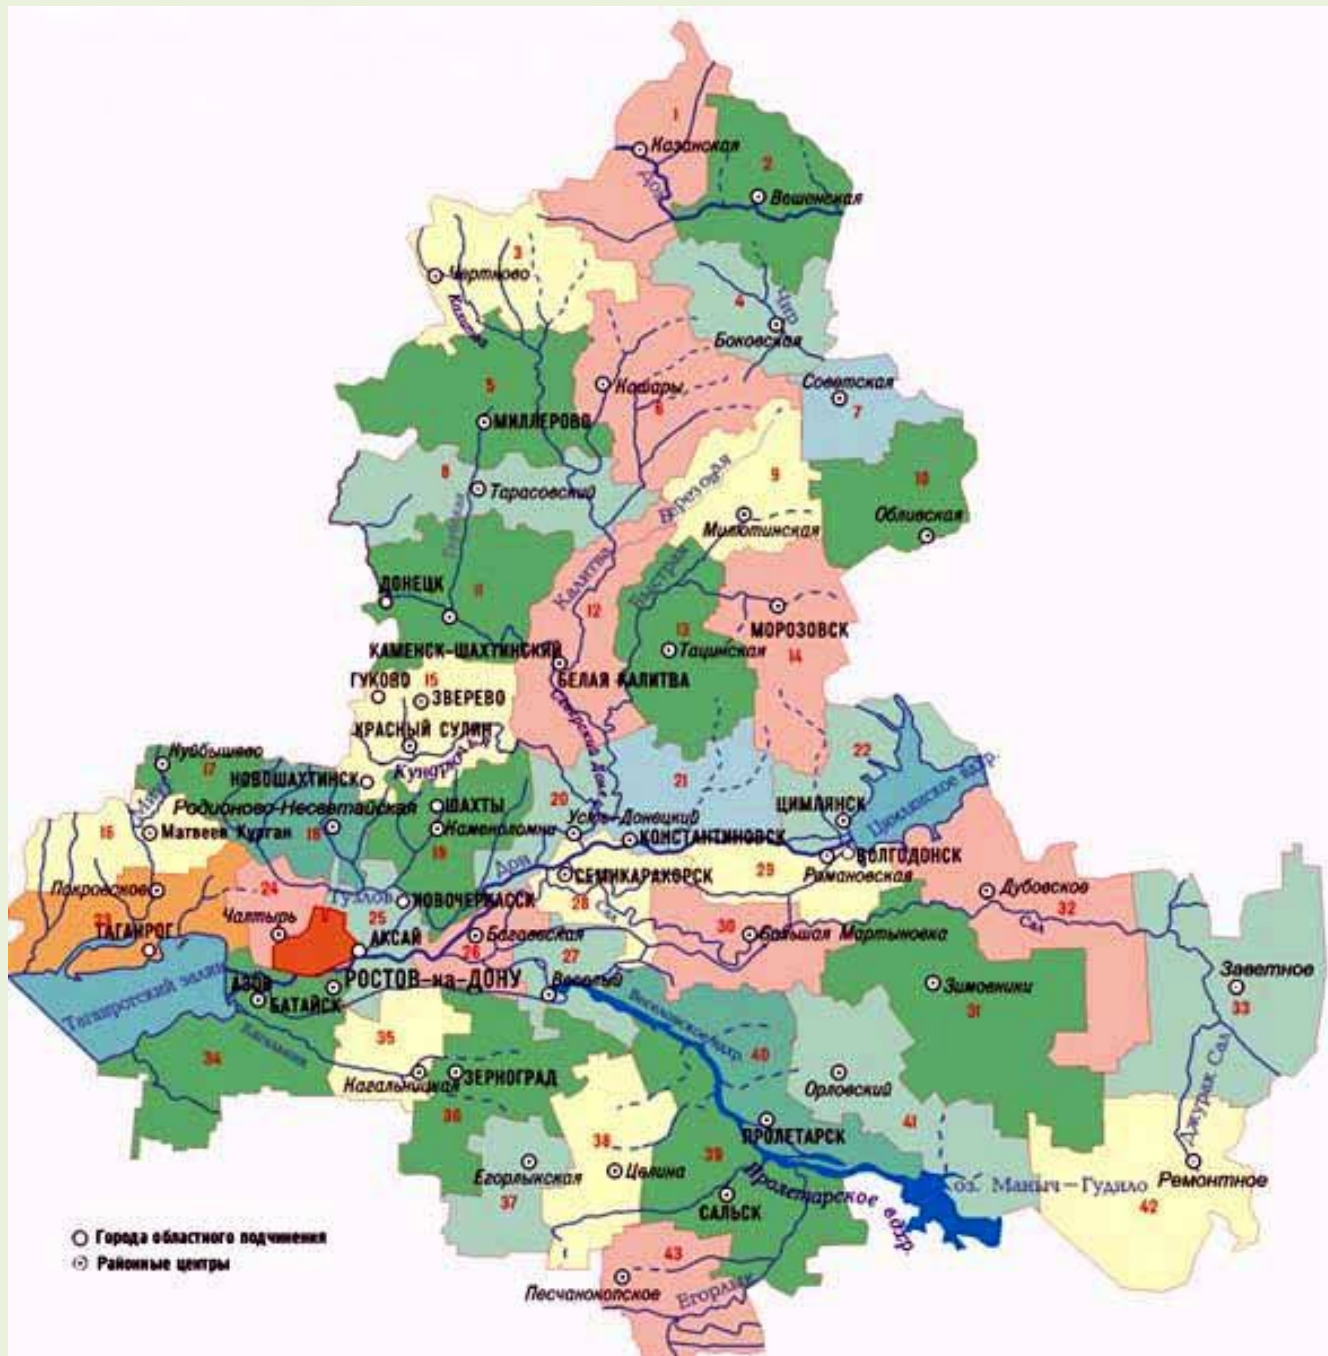 1
Казанская
Дон
2
Вешенская
3
Чертково
Калитва
4
Чир
Боковская
5
МИЛЛЕРОВО
Кашары
6
Советская
7
8
Тарасовский
Глубокая
Березовая
9
Милютинская
10
Обливская
ДОНЕЦК
11
КАМЕНСК-ШАХТИНСКИЙ
Калитва
12
БЕЛАЯ КАЛИТВА
Быстрая
13
Тацинская
МОРОЗОВСК
14
ГУКОВО
15
ЗВЕРЕВО
КРАСНЫЙ СУЛИН
Северский Донец
Куйбышево
17
НОВОШАХТИНСК
Миус
Родионово-Несветайская
ШАХТЫ
16
Матвеев Курган
18
Каменоломни
19
20
Усть-Донецкий
21
КОНСТАНТИНОВСК
22
ЦИМЛЯНСК
Цимлянское вдхр.
ВОЛГОДОНСК
Романовская
Дон
СЕМИКАРАКОРСК
29
Покровское
23
ТАГАНРОГ
24
Чалтырь
Тузлов
25
НОВОЧЕРКАССК
АКСАЙ
Багаевская
26
27
28
Сал
30
Большая Мартыновка
Дубовское
32
Сал
Таганрогский залив
АЗОВ
БАТАЙСК
РОСТОВ-на-ДОНУ
Веселый
Веселовское вдхр.
Зимовники
31
Заветное
33
34
Кагальник
35
Кагальницкая
ЗЕРНОГРАД
40
Орловский
41
Джурак Сал
36
Егорлыкская
37
38
Целина
39
ПРОЛЕТАРСК
Пролетарское вдхр.
САЛЬСК
оз. Маныч-Гудило
Ремонтное
42
43
Песчанокопское
Егорлык
Города областного подчинения
Районные центры